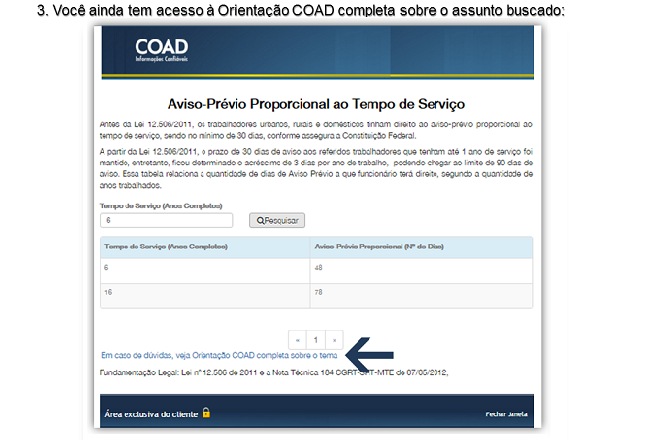 3. Você ainda tem acesso à Orientação COAD completa sobre o assunto buscado:
COAD
Informações Confiáveis
Aviso-Prévio Proporcional ao Tempo de Serviço
Antes da Lei 12.506/2011, os trabalhadores urbanos, rurais e domésticos tinham direito ao aviso-prévio proporcional ao
tempo de serviço, sendo no mínimo de 30 dias, conforme assegura a Constituição Federal.
A partir da Lei 12.506/2011, o prazo de 30 dias de aviso aos referidos trabalhadores que tenham até 1 ano de serviço foi
mantido, entretanto, ficou determinado o acréscimo de 3 dias por ano de trabalho, podendo chegar ao limite de 90 dias de
aviso. Essa tabela relaciona a quantidade de dias de Aviso Prévio a que funcionário terá direito, segundo a quantidade de
anos trabalhados.
Tempo de Serviço (Anos Completos)
6
Pesquisar
Tempo de Serviço (Anos Completos) Aviso Prévio Proporcional (Nº de Dias)
6 48
16 78
« 1 »
Em caso de dúvidas, veja Orientação COAD completa sobre o tema
Fundamentação Legal: Lei nº 12.506 de 2011 e a Nota Técnica 184 CGRT-SRT-MTE de 07/05/2012,
Área exclusiva do cliente Fechar Janela